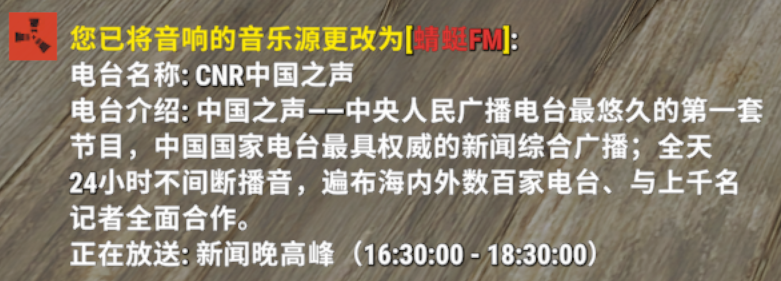 您已将音响的音乐源更改为[蜻蜓FM]:
电台名称: CNR中国之声
电台介绍: 中国之声——中央人民广播电台最悠久的第一套
节目，中国国家电台最具权威的新闻综合广播；全天
24小时不间断播音，遍布海内外数百家电台、与上千名
记者全面合作。
正在放送: 新闻晚高峰（16:30:00 - 18:30:00）